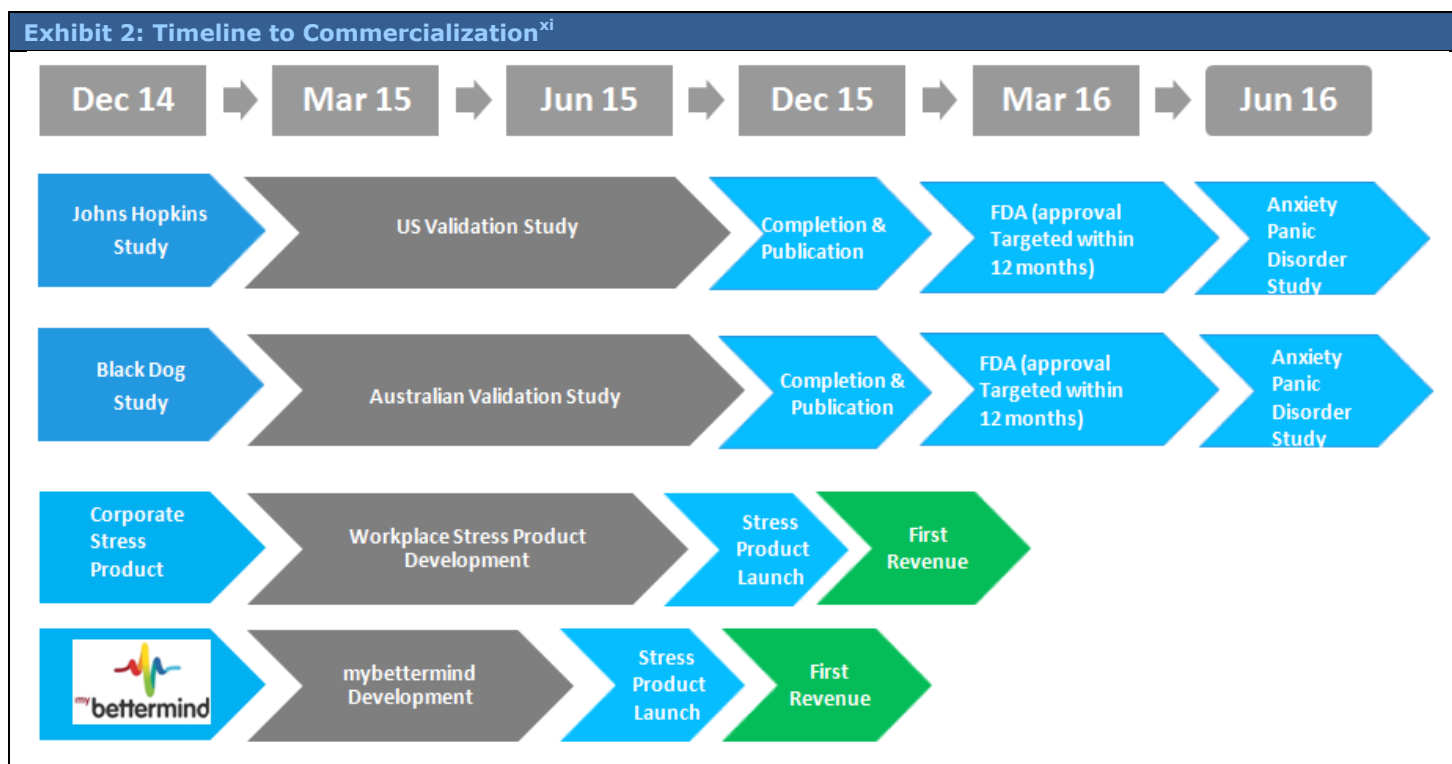 Exhibit 2: Timeline to Commercializationxi
Dec 14
Mar 15
Jun 15
Dec 15
Mar 16
Jun 16
Johns Hopkins
Study
US Validation Study
Completion &
Publication
FDA (approval
Targeted within
12 months)
Anxiety
Panic
Disorder
Study
Black Dog
Study
Australian Validation Study
Completion &
Publication
FDA (approval
Targeted within
12 months)
Anxiety
Panic
Disorder
Study
Corporate
Stress
Product
Workplace Stress Product
Development
Stress
Product
Launch
First
Revenue
my bettermind
mybettermind
Development
Stress
Product
Launch
First
Revenue